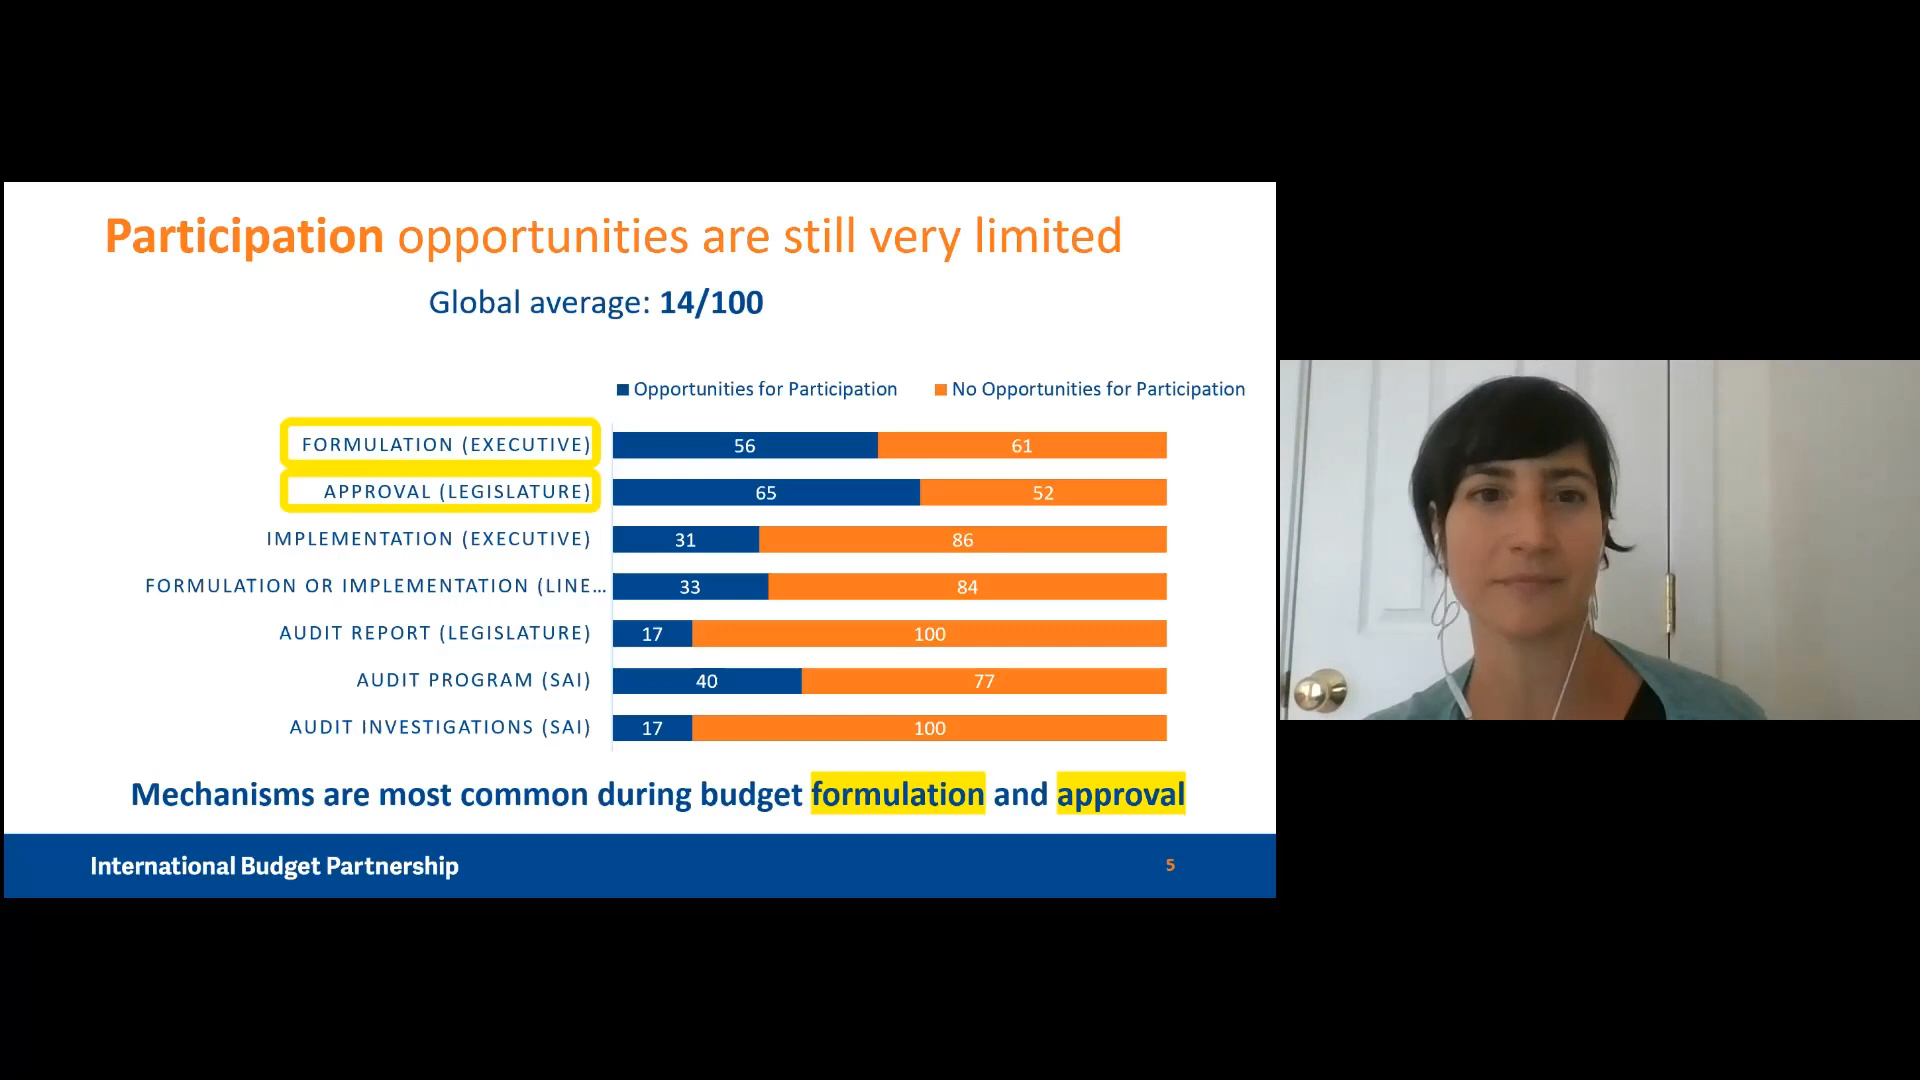 Participation opportunities are still very limited
Global average: 14/100
Opportunities for Participation
No Opportunities for Participation
FORMULATION (EXECUTIVE) 56 61
APPROVAL (LEGISLATURE) 65 52
IMPLEMENTATION (EXECUTIVE) 31 86
FORMULATION OR IMPLEMENTATION (LINE... 33 84
AUDIT REPORT (LEGISLATURE) 17 100
AUDIT PROGRAM (SAI) 40 77
AUDIT INVESTIGATIONS (SAI) 17 100
Mechanisms are most common during budget formulation and approval
International Budget Partnership 5